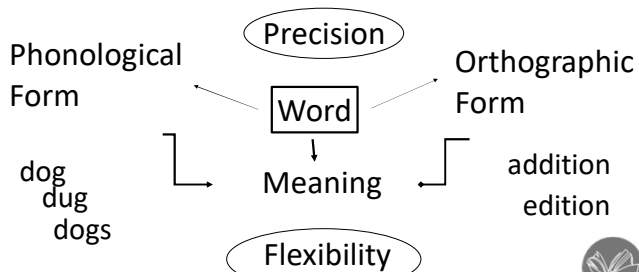 Precision
Phonological
Form
Orthographic
Form
Word
Meaning
dog
dug
dogs
addition
edition
Flexibility